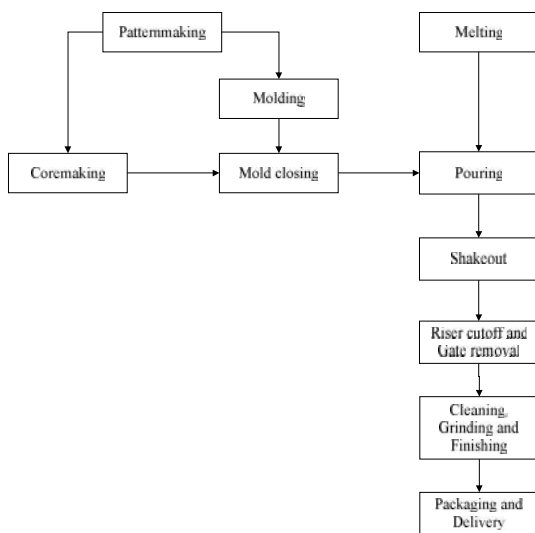 Patternmaking
Melting
Molding
Coremaking
Mold closing
Pouring
Shakeout
Riser cutoff and
Gate removal
Cleaning,
Grinding and
Finishing
Packaging and
Delivery